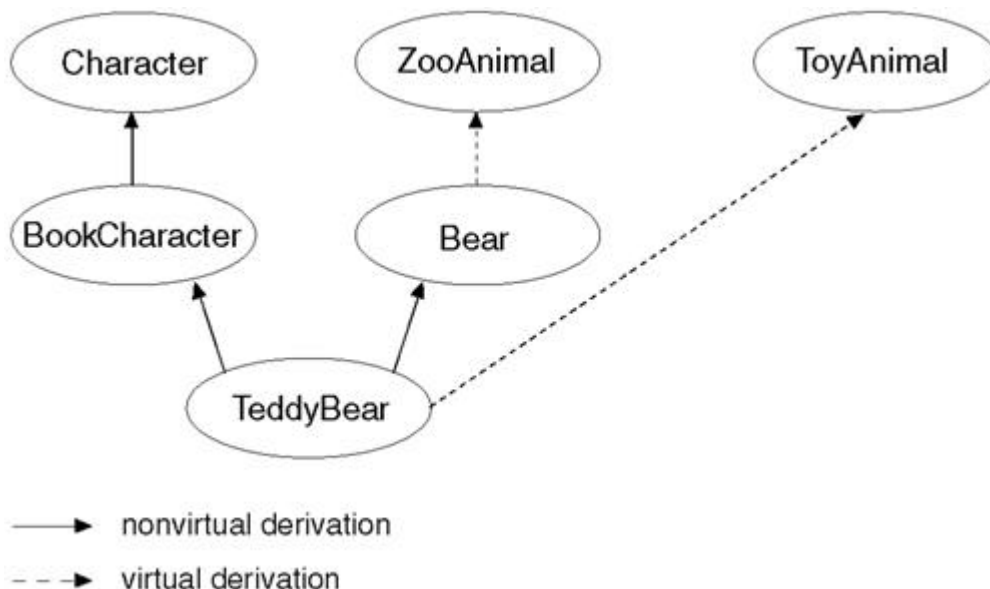 Character
ZooAnimal
ToyAnimal
BookCharacter
Bear
TeddyBear
nonvirtual derivation
virtual derivation